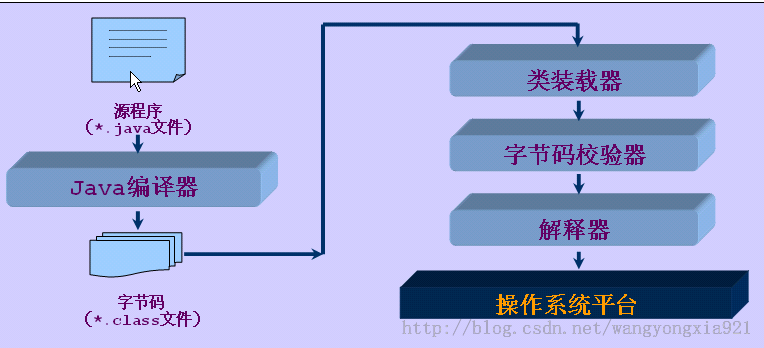 源程序
(*.java文件)
Java编译器
字节码
(*.class文件)
类装载器
字节码校验器
解释器
操作系统平台
http://blog.csdn.net/wangyongxia921